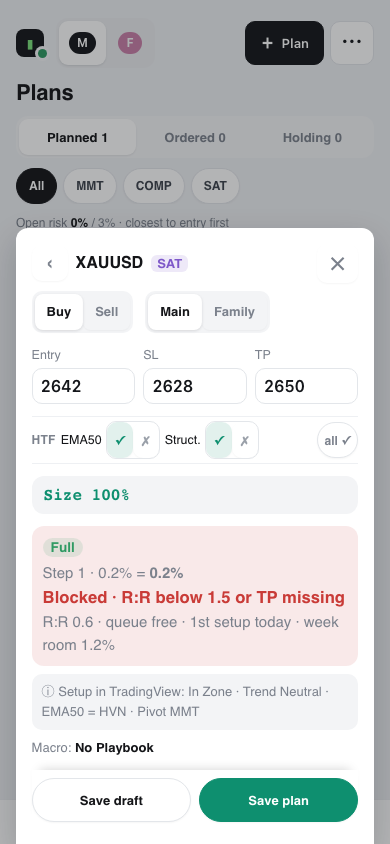 M F + Plan ···
Plans
Planned 1 Ordered 0 Holding 0
All MMT COMP SAT
Open risk 0% / 3% · closest to entry first
‹ XAUUSD SAT ×
Buy Sell Main Family
Entry SL TP
2642 2628 2650
HTF EMA50 ✓ ✗ Struct. ✓ ✗ all ✓
Size 100%
Full
Step 1 · 0.2% = 0.2%
Blocked · R:R below 1.5 or TP missing
R:R 0.6 · queue free · 1st setup today · week
room 1.2%
ⓘ Setup in TradingView: In Zone · Trend Neutral ·
EMA50 = HVN · Pivot MMT
Macro: No Playbook
Save draft Save plan